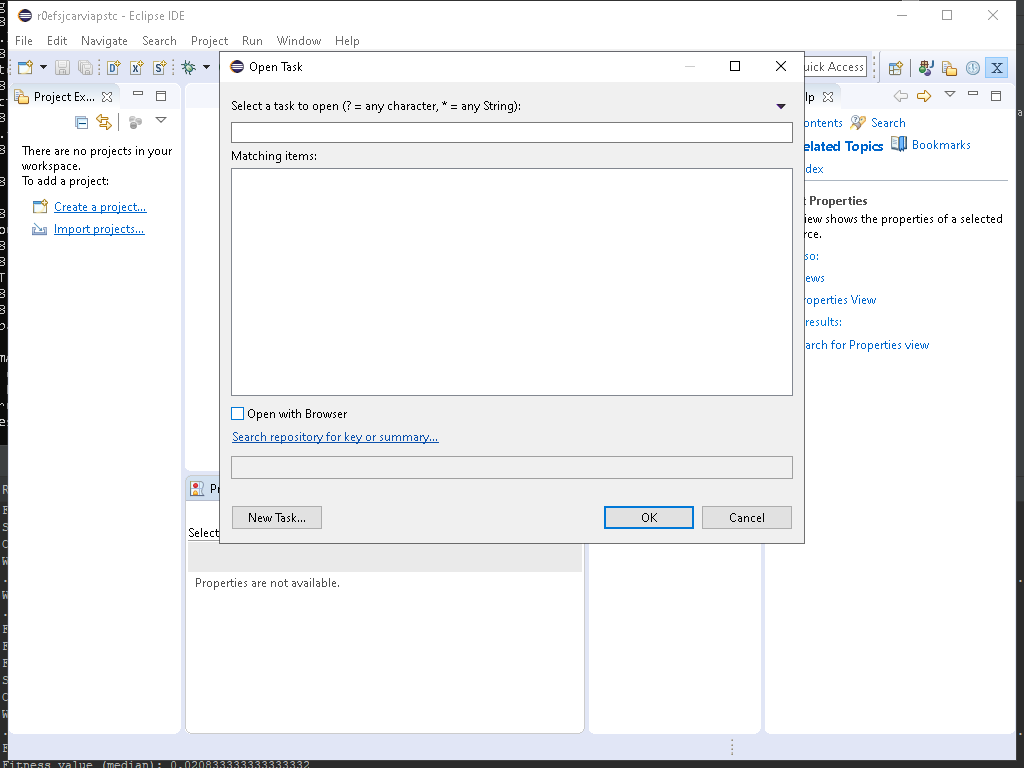 r0efsjcarviapstc - Eclipse IDE
File Edit Navigate Search Project Run Window Help
Open Task
uick Access
Project Ex...
Select a task to open (? = any character, * = any String):
Matching items:
There are no projects in your
workspace.
To add a project:
Create a project...
Import projects...
lp
ontents Search
elated Topics Bookmarks
dex
: Properties
iew shows the properties of a selected
rce.
so:
ews
roperties View
results:
arch for Properties view
Open with Browser
Search repository for key or summary...
New Task...
OK
Cancel
Pr
Select
Properties are not available.
Fitness value (median): 0.020833333333333332